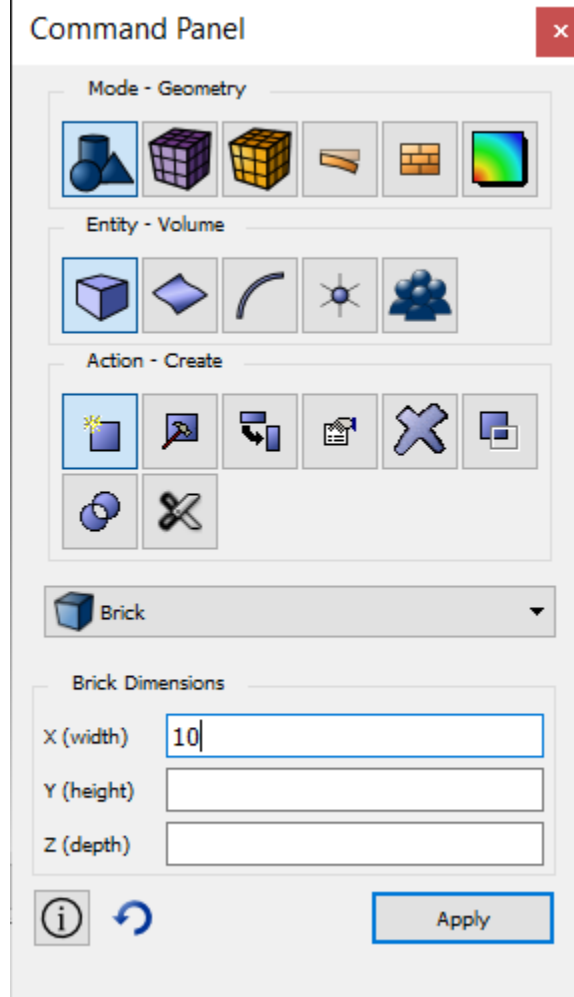 Command Panel
Mode - Geometry
Entity - Volume
Action - Create
Brick
Brick Dimensions
X (width) 10
Y (height)
Z (depth)
Apply